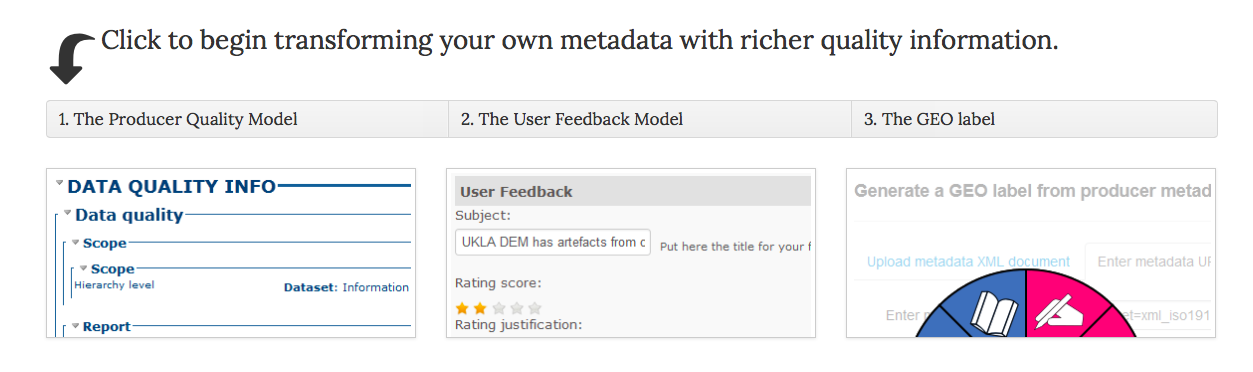 Click to begin transforming your own metadata with richer quality information.
1. The Producer Quality Model
2. The User Feedback Model
3. The GEO label
DATA QUALITY INFO
Data quality
Scope
Scope
Hierarchy level
Dataset: Information
Report
User Feedback
Subject:
UKLA DEM has artefacts from
Put here the title for your
Rating score:
Rating justification:
Generate a GEO label from producer
Upload metadata XML document
Enter metadata
Enter